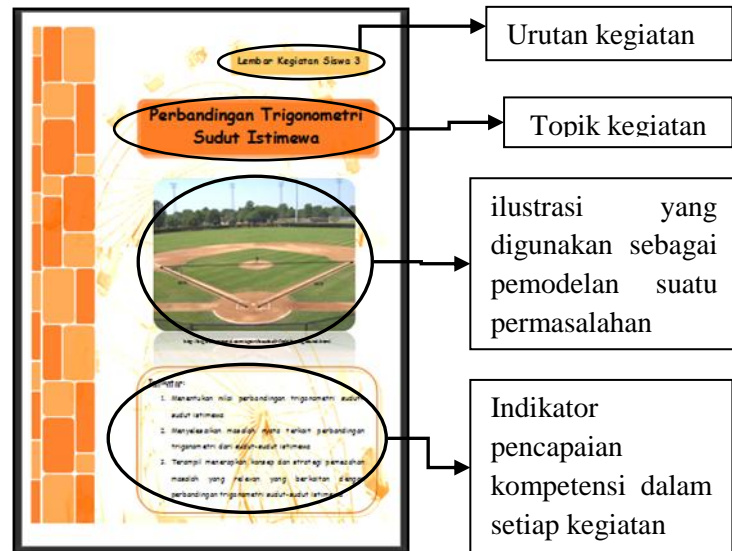 Lembar Kegiatan Siswa 3
Urutan kegiatan
Perbandingan Trigonometri
Sudut Istimewa
Topik kegiatan
ilustrasi yang
digunakan sebagai
pemodelan suatu
permasalahan
Indikator:
1. Menentukan nilai perbandingan trigonometri sudut-
sudut istimewa
2. Menyelesaikan masalah nyata terkait perbandingan
trigonometri dari sudut-sudut istimewa
3. Terampil menerapkan konsep dan strategi pemecahan
masalah yang relevan yang berkaitan dengan
perbandingan trigonometri sudut-sudut istimewa
Indikator
pencapaian
kompetensi dalam
setiap kegiatan